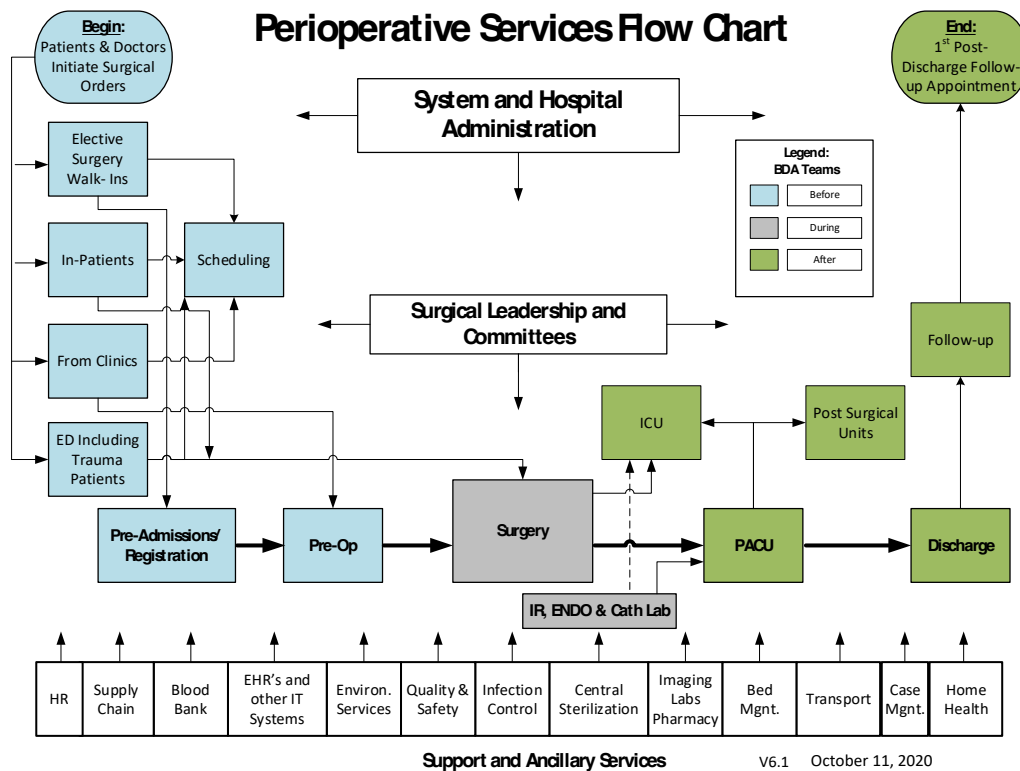 Perioperative Services Flow Chart
Begin:
Patients & Doctors
Initiate Surgical
Orders
End:
1st Post-
Discharge Follow-
up Appointment.
System and Hospital
Administration
Legend:
BDA Teams
Before
During
After
Elective
Surgery
Walk- Ins
In-Patients
Scheduling
From Clinics
ED Including
Trauma
Patients
Surgical Leadership and
Committees
Follow-up
ICU
Post Surgical
Units
Pre-Admissions/
Registration
Pre-Op
Surgery
PACU
Discharge
IR, ENDO & Cath Lab
HR
Supply
Chain
Blood
Bank
EHR's and
other IT
Systems
Environ.
Services
Quality &
Safety
Infection
Control
Central
Sterilization
Imaging
Labs
Pharmacy
Bed
Mgnt.
Transport
Case
Mgnt.
Home
Health
Support and Ancillary Services
V6.1 October 11, 2020